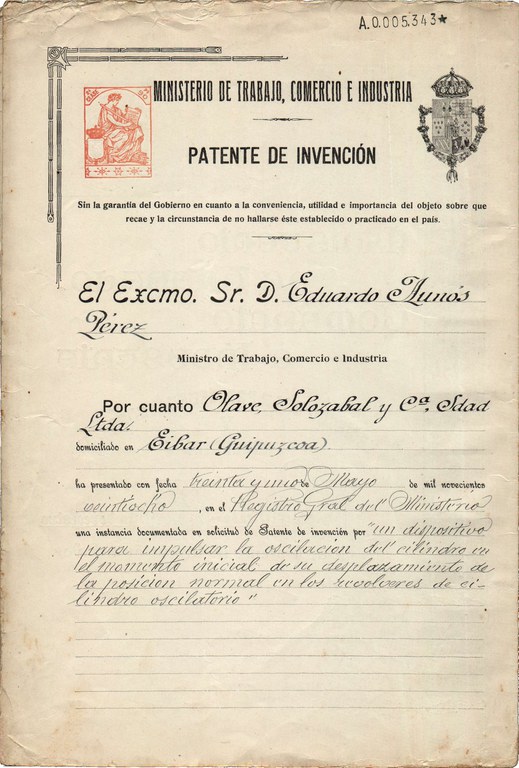 A.0.005.343*
MINISTERIO DE TRABAJO, COMERCIO E INDUSTRIA
PATENTE DE INVENCIÓN
Sin la garantía del Gobierno en cuanto a la conveniencia, utilidad e importancia del objeto sobre que
recae y la circunstancia de no hallarse éste establecido o practicado en el país.
El Excmo. Sr. D. Eduardo Aunós
Pérez
Ministro de Trabajo, Comercio e Industria
Por cuanto Olave, Solozabal y Cª. Sdad
Ltda.
domiciliado en Eibar (Guipuzcoa)
ha presentado con fecha treinta y uno de Mayo de mil novecientos
veintiocho, en el Registro Gral del Ministerio
una instancia documentada en solicitud de Patente de invención por "un dispositivo
para impulsar la oscilacion del cilindro en
el momento inicial de su desplazamiento de
la posicion normal en los revolveres de ci-
lindro oscilatorio"